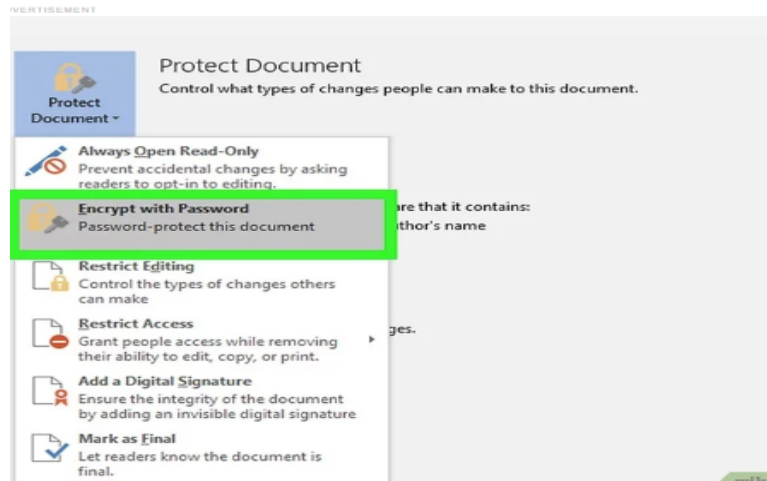 VERTISEMENT
Protect Document
Control what types of changes people can make to this document.
Protect
Document
Always Open Read-Only
Prevent accidental changes by asking
readers to opt-in to editing.
Encrypt with Password
Password-protect this document
are that it contains:
thor's name
Restrict Editing
Control the types of changes others
can make
Restrict Access
Grant people access while removing
their ability to edit, copy, or print.
ges.
Add a Digital Signature
Ensure the integrity of the document
by adding an invisible digital signature
Mark as Final
Let readers know the document is
final.